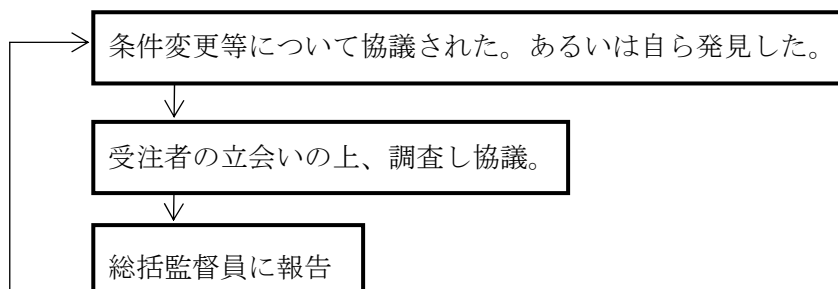 条件変更等について協議された。あるいは自ら発見した。
受注者の立会いの上、調査し協議。
総括監督員に報告